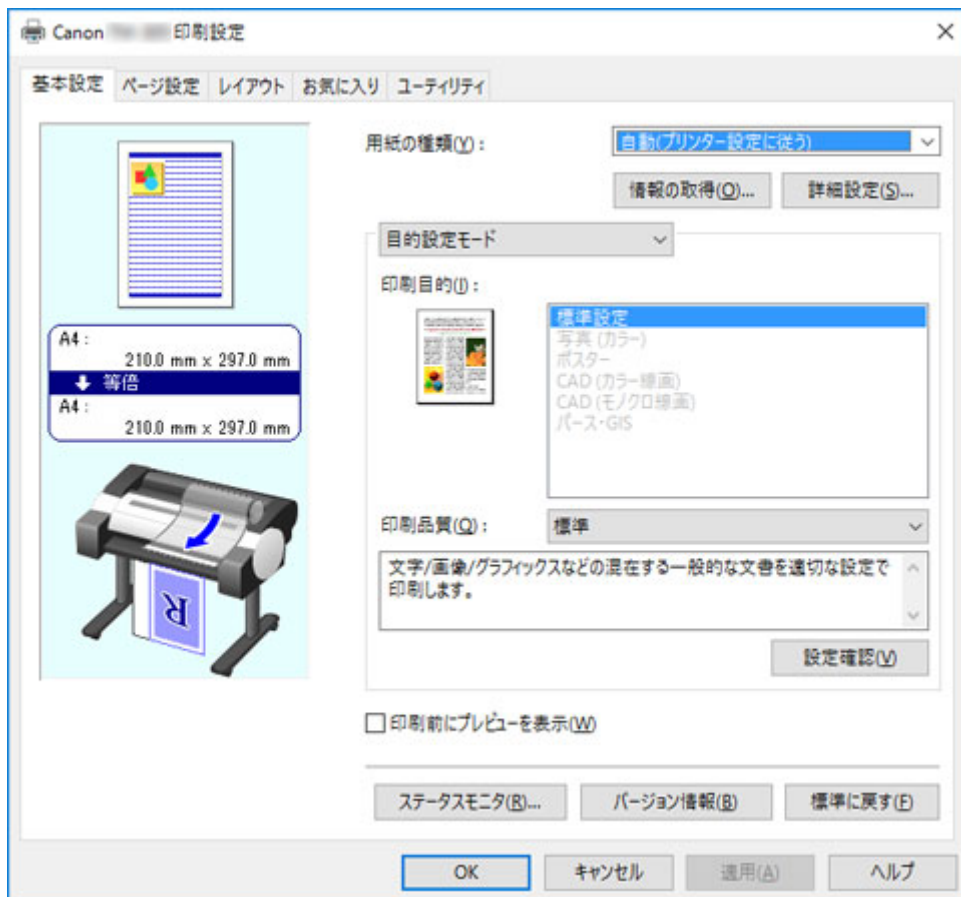 Canon 印刷設定
基本設定 ページ設定 レイアウト お気に入り ユーティリティ
A4 :
210.0 mm x 297.0 mm
等倍
A4 :
210.0 mm x 297.0 mm
R
用紙の種類(Y) :
自動(プリンター設定に従う)
情報の取得(O)... 詳細設定(S)...
目的設定モード
印刷目的(I) :
標準設定
写真 (カラー)
ポスター
CAD (カラー線画)
CAD (モノクロ線画)
パース・GIS
印刷品質(Q) :
標準
文字/画像/グラフィックスなどの混在する一般的な文書を適切な設定で
印刷します。
設定確認(V)
印刷前にプレビューを表示(W)
ステータスモニタ(R)... バージョン情報(B) 標準に戻す(F)
OK キャンセル 適用(A) ヘルプ